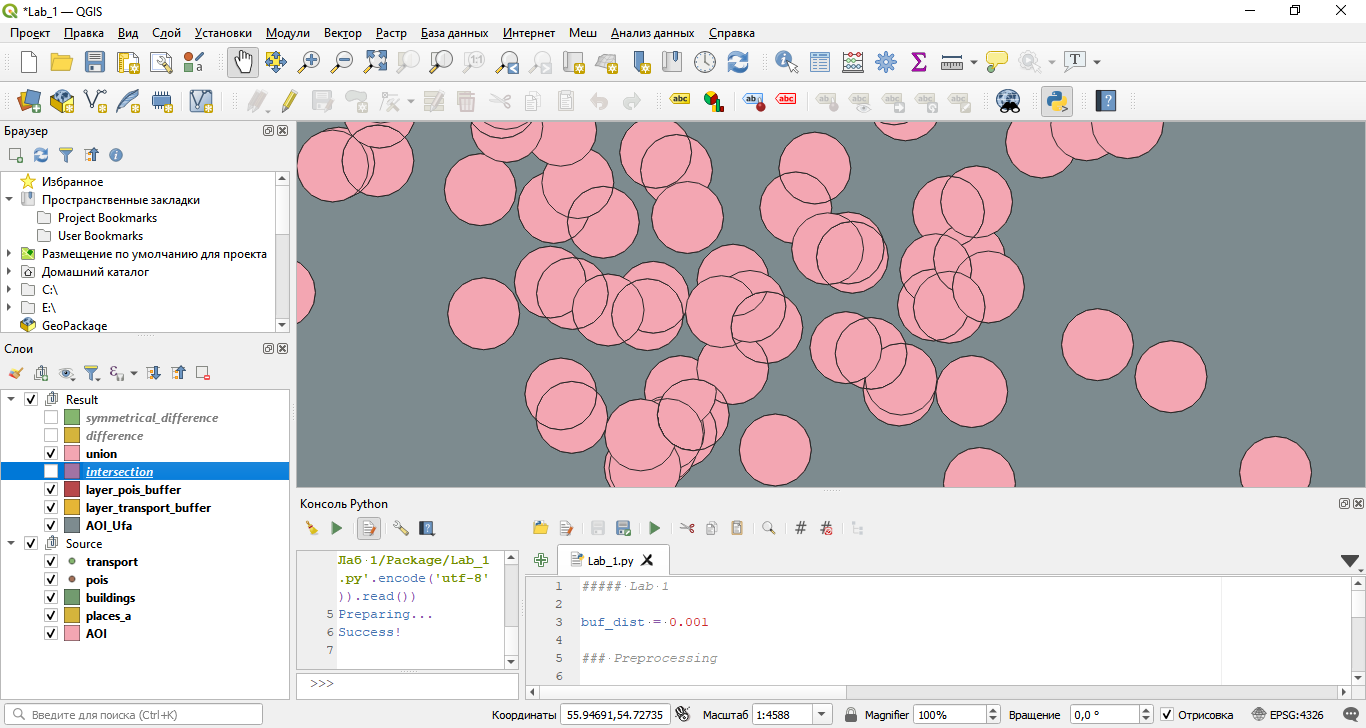 *Lab_1 — QGIS
Проект Правка Вид Слой Установки Модули Вектор Растр База данных Интернет Меш Анализ данных Справка
Браузер
Избранное
Пространственные закладки
Project Bookmarks
User Bookmarks
Размещение по умолчанию для проекта
Домашний каталог
C:\
E:\
GeoPackage
Слои
Result
symmetrical_difference
difference
union
intersection
layer_pois_buffer
layer_transport_buffer
AOI_Ufa
Source
transport
pois
buildings
places_a
AOI
Консоль Python
Лаб 1/Package/Lab_1
.py'.encode('utf-8'
)).read())
5 Preparing...
6 Success!
7
>>>
Lab_1.py
1 ##### Lab 1
2
3 buf_dist = 0.001
4
5 ### Preprocessing
6
Введите для поиска (Ctrl+K)
Координаты 55.94691,54.72735 Масштаб 1:4588 Magnifier 100% Вращение 0,0 ° Отрисовка EPSG:4326